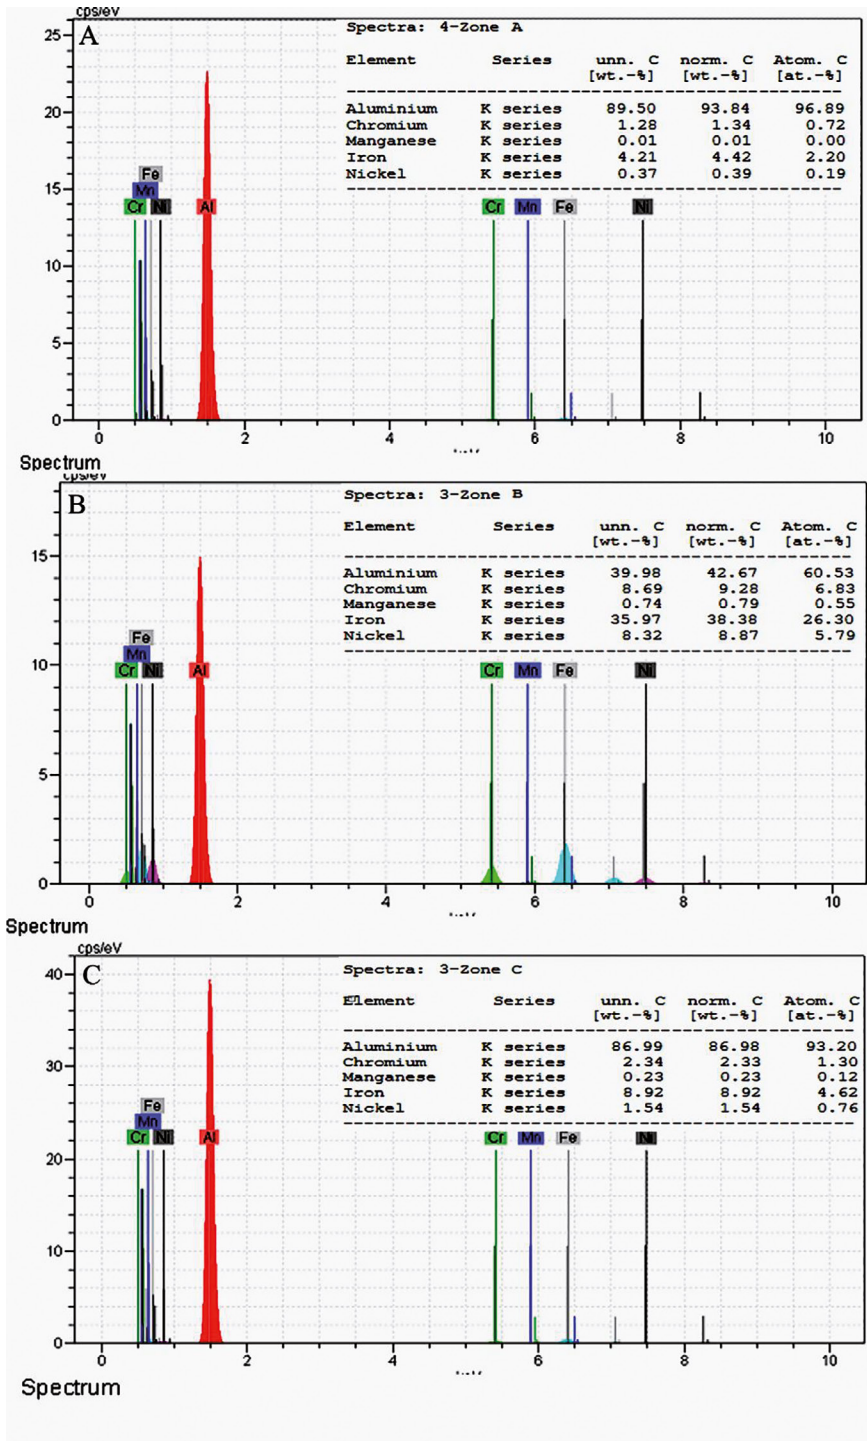 cps/eV
A
Spectra: 4-Zone A
Element Series unn. C norm. C Atom. C
[wt.-%] [wt.-%] [at.-%]
Aluminium K series 89.50 93.84 96.89
Chromium K series 1.28 1.34 0.72
Manganese K series 0.01 0.01 0.00
Iron K series 4.21 4.42 2.20
Nickel K series 0.37 0.39 0.19
25
20
15
10
5
0
Fe
Mn
Cr Ni Al Cr Mn Fe Ni
0 2 4 6 8 10
Spectrum
cps/eV
B
Spectra: 3-Zone B
Element Series unn. C norm. C Atom. C
[wt.-%] [wt.-%] [at.-%]
Aluminium K series 39.98 42.67 60.53
Chromium K series 8.69 9.28 6.83
Manganese K series 0.74 0.79 0.55
Iron K series 35.97 38.38 26.30
Nickel K series 8.32 8.87 5.79
15
10
5
0
Fe
Mn
Cr Ni Al Cr Mn Fe Ni
0 2 4 6 8 10
Spectrum
cps/eV
C
Spectra: 3-Zone C
Element Series unn. C norm. C Atom. C
[wt.-%] [wt.-%] [at.-%]
Aluminium K series 86.99 86.98 93.20
Chromium K series 2.34 2.33 1.30
Manganese K series 0.23 0.23 0.12
Iron K series 8.92 8.92 4.62
Nickel K series 1.54 1.54 0.76
40
30
20
10
0
Fe
Mn
Cr Ni Al Cr Mn Fe Ni
0 2 4 6 8 10
Spectrum